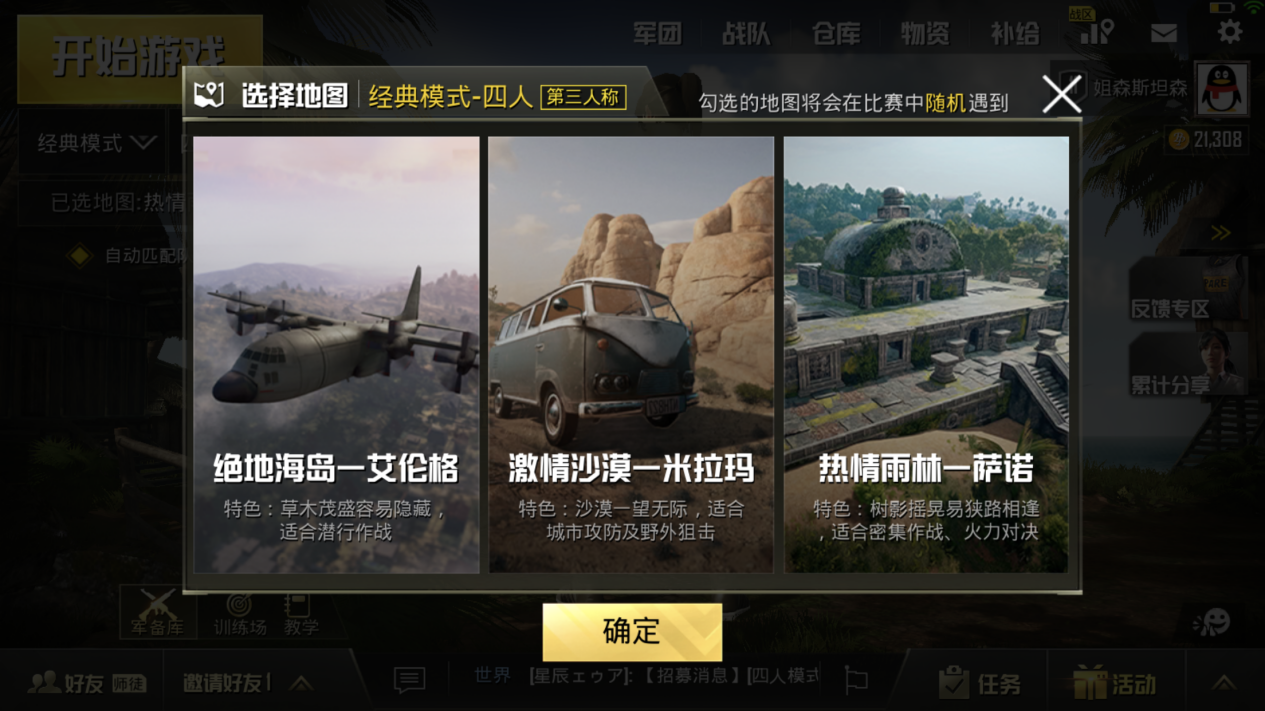 开始游戏
军团
战队
仓库
物资
补给
战区
选择地图
经典模式-四人
第三人称
勾选的地图将会在比赛中随机遇到
姐森斯坦森
21,308
经典模式
已选地图:热情
自动匹配
反馈专区
累计分享
绝地海岛—艾伦格
特色：草木茂盛容易隐藏，
适合潜行作战
激情沙漠—米拉玛
特色：沙漠一望无际，适合
城市攻防及野外狙击
热情雨林—萨诺
特色：树影摇晃易狭路相逢
，适合密集作战、火力对决
军备库
训练场
教学
确定
好友
师徒
邀请好友!
世界
[星辰ェゥア]:【招募消息】[四人模式
任务
活动